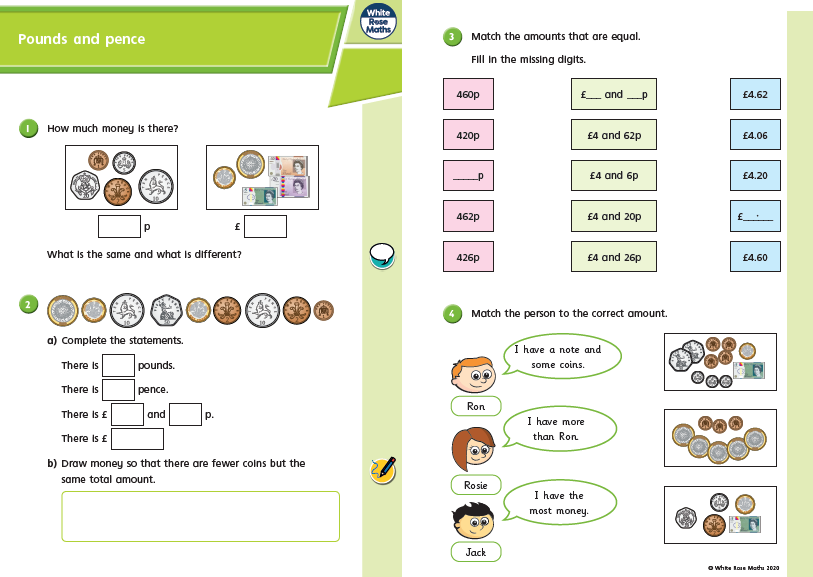 Pounds and pence
White
Rose
Maths
1 How much money is there?
p
£
What is the same and what is different?
2
a) Complete the statements.
There is pounds.
There is pence.
There is £ and p.
There is £
b) Draw money so that there are fewer coins but the
same total amount.
3 Match the amounts that are equal.
Fill in the missing digits.
460p £___ and ___p £4.62
420p £4 and 62p £4.06
_____p £4 and 6p £4.20
462p £4 and 20p £___.___
426p £4 and 26p £4.60
4 Match the person to the correct amount.
I have a note and
some coins.
Ron
I have more
than Ron.
Rosie
I have the
most money.
Jack
© White Rose Maths 2020